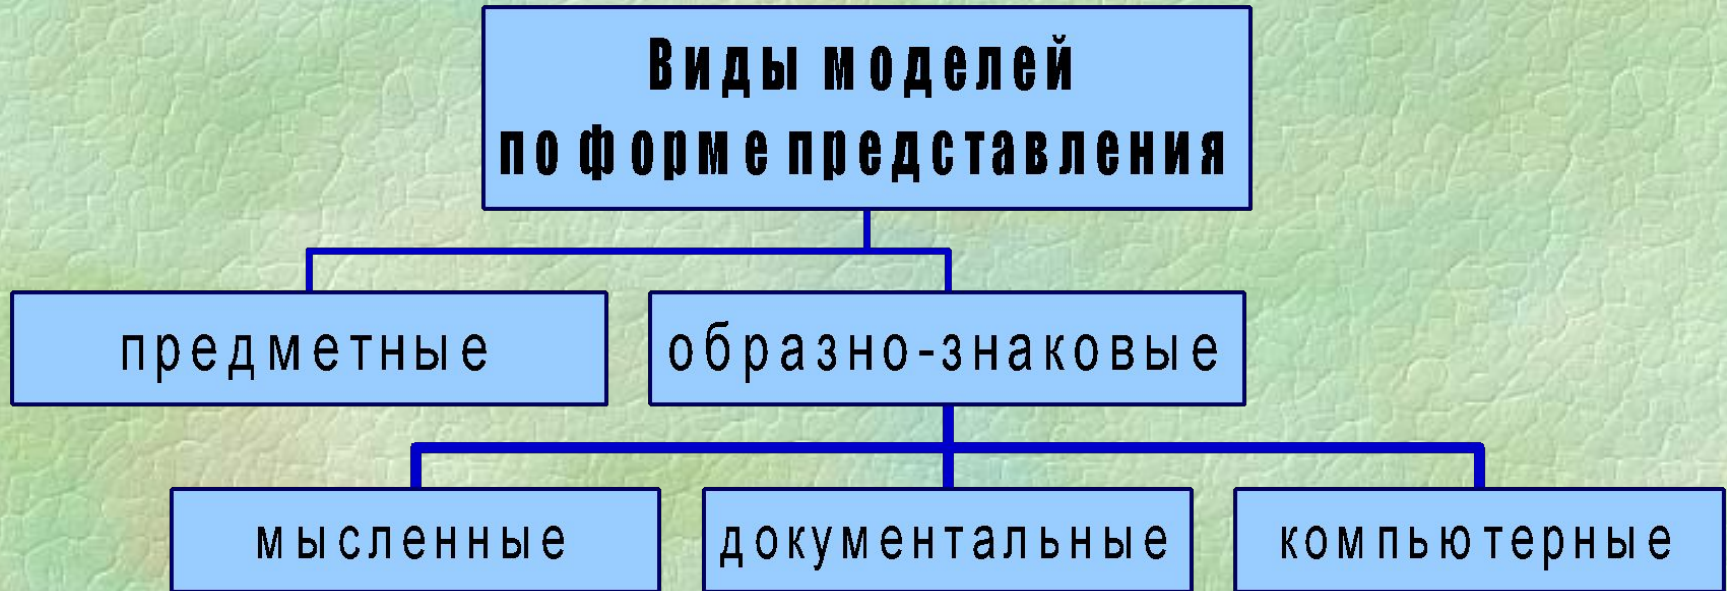 Виды моделей
по форме представления
предметные
образно-знаковые
мысленные
документальные
компьютерные